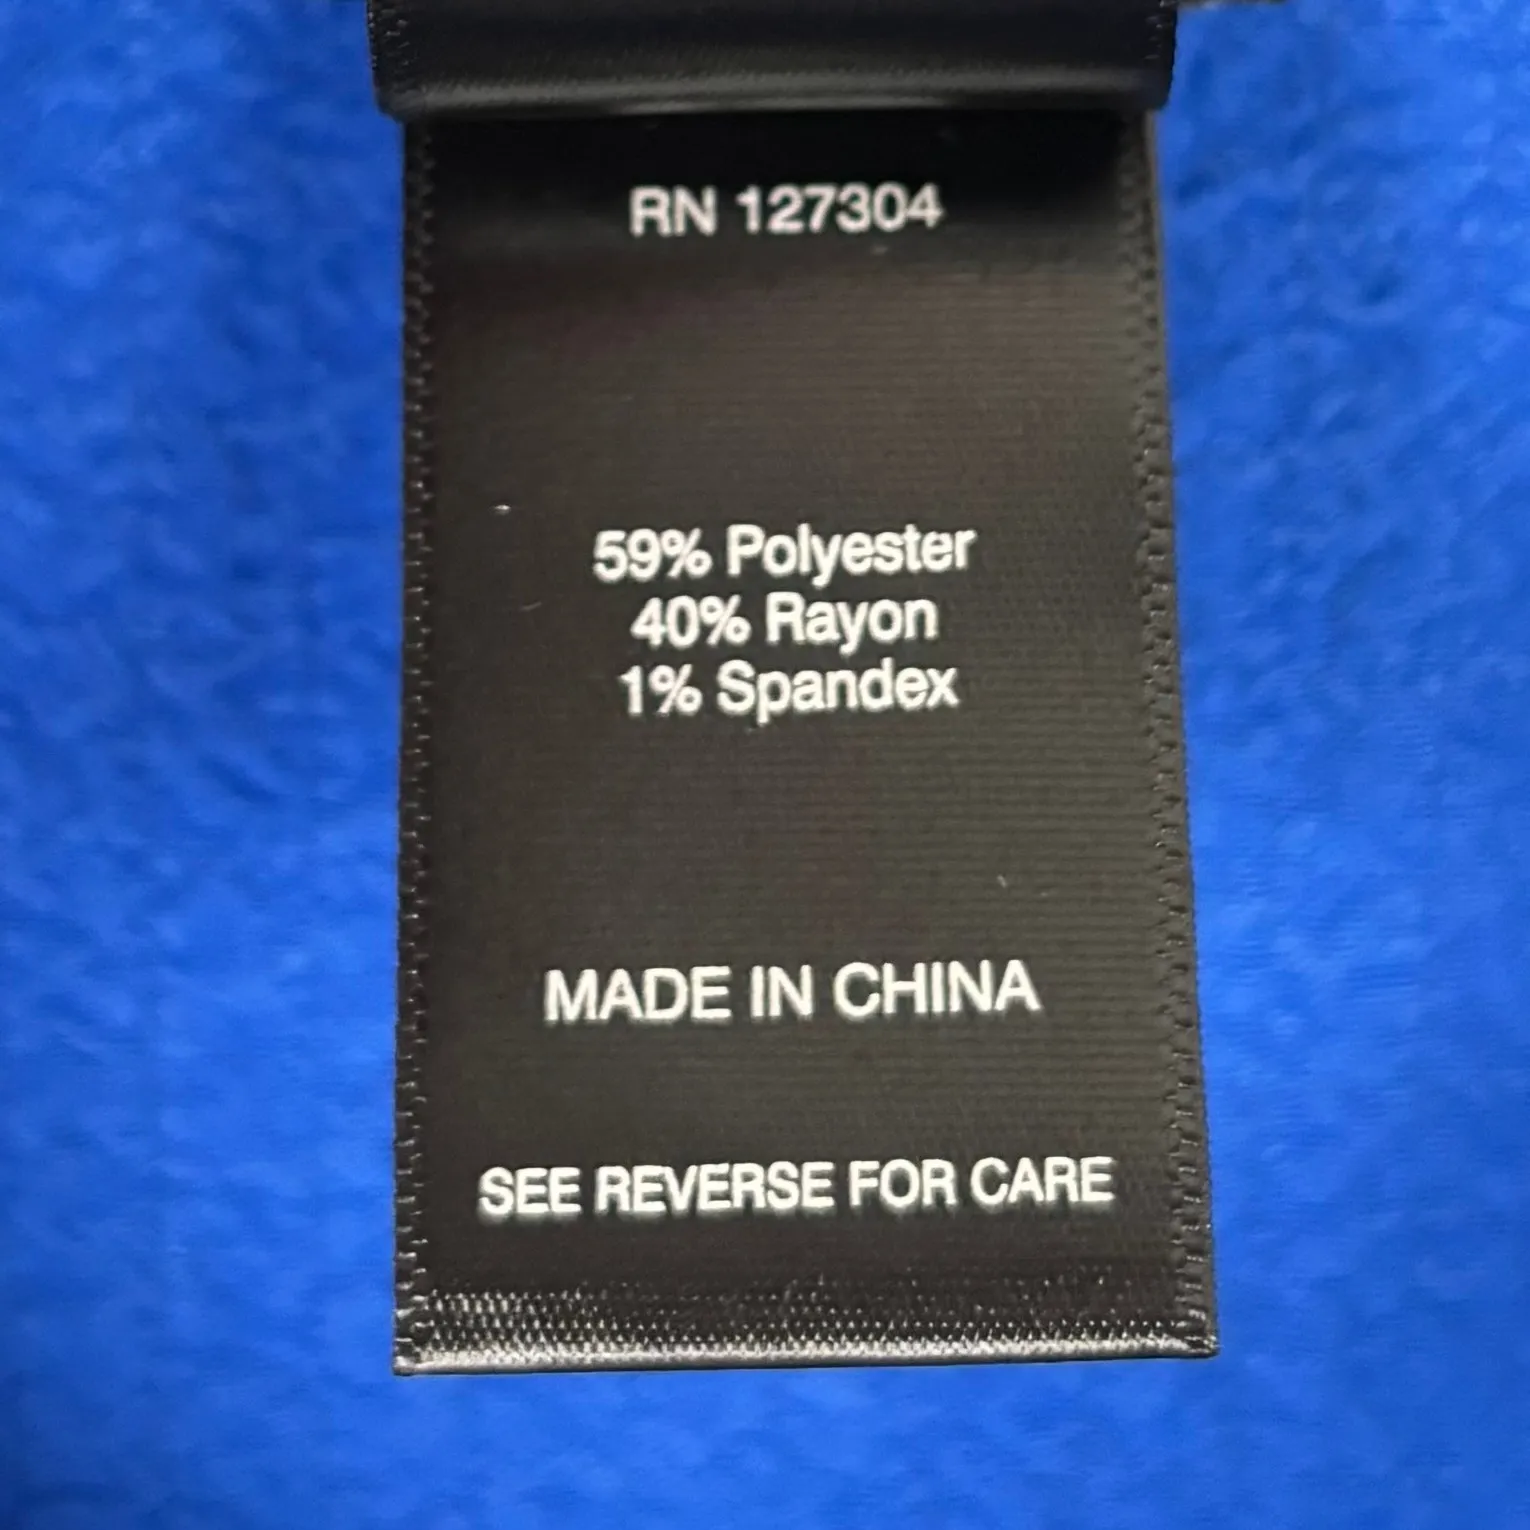 RN 127304
59% Polyester
40% Rayon
1% Spandex
MADE IN CHINA
SEE REVERSE FOR CARE